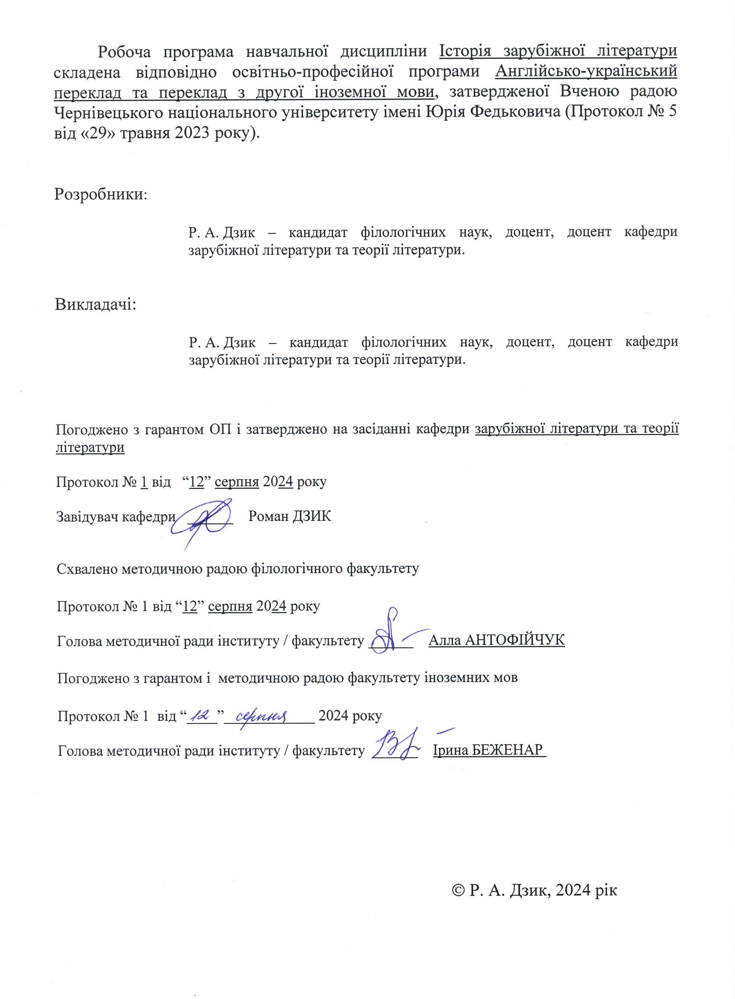 Робоча програма навчальної дисципліни Історія зарубіжної літератури
складена відповідно освітньо-професійної програми Англійсько-український
переклад та переклад з другої іноземної мови, затвердженої Вченою радою
Чернівецького національного університету імені Юрія Федьковича (Протокол № 5
від «29» травня 2023 року).
Розробники:
Р. А. Дзик – кандидат філологічних наук, доцент, доцент кафедри
зарубіжної літератури та теорії літератури.
Викладачі:
Р. А. Дзик – кандидат філологічних наук, доцент, доцент кафедри
зарубіжної літератури та теорії літератури.
Погоджено з гарантом ОП і затверджено на засіданні кафедри зарубіжної літератури та теорії
літератури
Протокол № 1 від “12” серпня 2024 року
Завідувач кафедри ______ Роман ДЗИК
Схвалено методичною радою філологічного факультету
Протокол № 1 від “12” серпня 2024 року
Голова методичної ради інституту / факультету ______ Алла АНТОФІЙЧУК
Погоджено з гарантом і методичною радою факультету іноземних мов
Протокол № 1 від “12” серпня 2024 року
Голова методичної ради інституту / факультету ______ Ірина БЕЖЕНАР
© Р. А. Дзик, 2024 рік